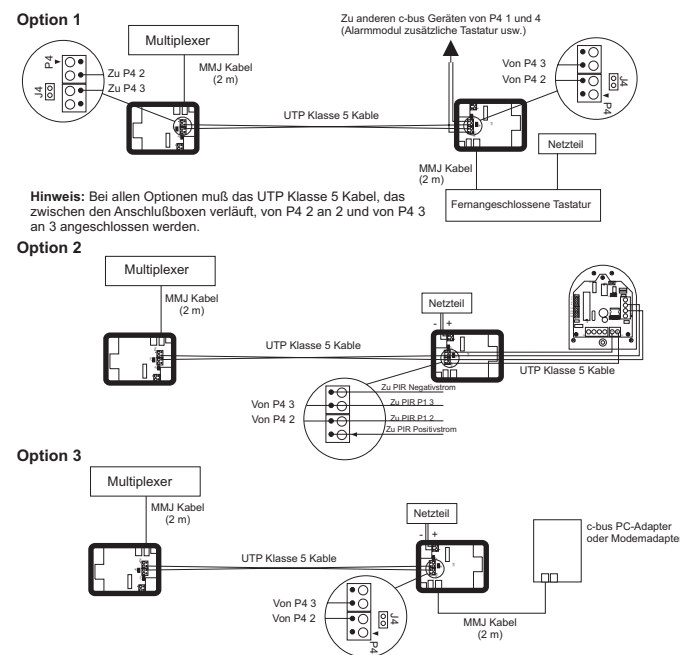 Option 1
Multiplexer
MMJ Kabel
(2 m)
P4
J4
Zu P4 2
Zu P4 3
UTP Klasse 5 Kable
Zu anderen c-bus Geräten von P4 1 und 4
(Alarmmodul zusätzliche Tastatur usw.)
Von P4 3
Von P4 2
J4
P4
MMJ Kabel
(2 m)
Netzteil
Fernangeschlossene Tastatur
Hinweis: Bei allen Optionen muß das UTP Klasse 5 Kabel, das
zwischen den Anschlußboxen verläuft, von P4 2 an 2 und von P4 3
an 3 angeschlossen werden.
Option 2
Multiplexer
MMJ Kabel
(2 m)
UTP Klasse 5 Kable
Netzteil
- +
UTP Klasse 5 Kable
Von P4 3
Von P4 2
Zu PIR Negativstrom
Zu PIR P1 3
Zu PIR P1 2
Zu PIR Positivstrom
Option 3
Multiplexer
MMJ Kabel
(2 m)
UTP Klasse 5 Kable
Netzteil
- +
c-bus PC-Adapter
oder Modemadapte
Von P4 3
Von P4 2
J4
P4
MMJ Kabel
(2 m)